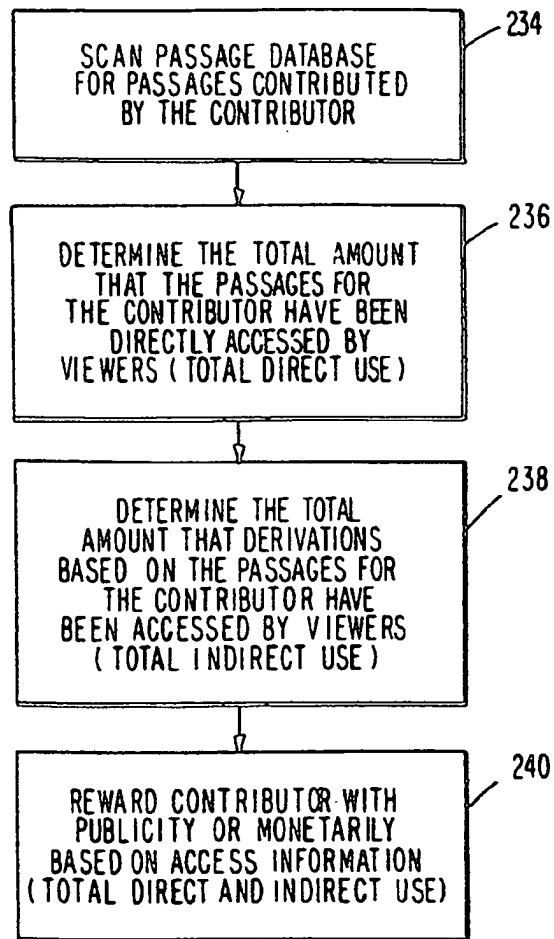 234
SCAN PASSAGE DATABASE
FOR PASSAGES CONTRIBUTED
BY THE CONTRIBUTOR
236
DETERMINE THE TOTAL AMOUNT
THAT THE PASSAGES FOR
THE CONTRIBUTOR HAVE BEEN
DIRECTLY ACCESSED BY
VIEWERS (TOTAL DIRECT USE)
238
DETERMINE THE TOTAL
AMOUNT THAT DERIVATIONS
BASED ON THE PASSAGES FOR
THE CONTRIBUTOR HAVE
BEEN ACCESSED BY VIEWERS
(TOTAL INDIRECT USE)
240
REWARD CONTRIBUTOR WITH
PUBLICITY OR MONETARILY
BASED ON ACCESS INFORMATION
(TOTAL DIRECT AND INDIRECT USE)